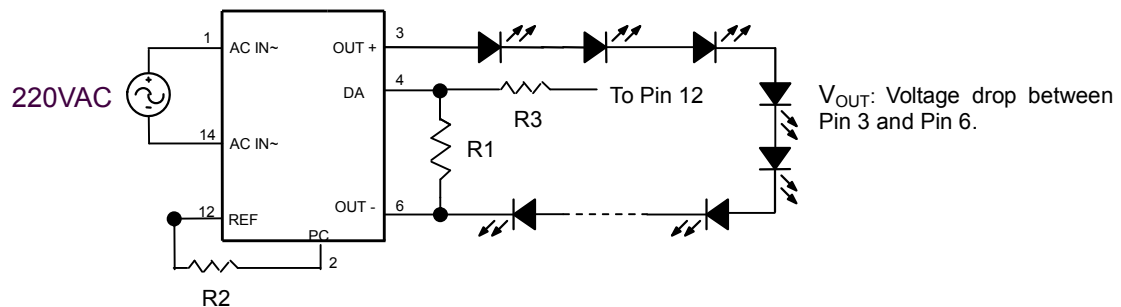 3
1
AC IN~
OUT +
4
DA
To Pin 12
220VAC
R3
V_OUT: Voltage drop between
Pin 3 and Pin 6.
14
AC IN~
R1
12
REF
OUT -
6
PC
2
R2